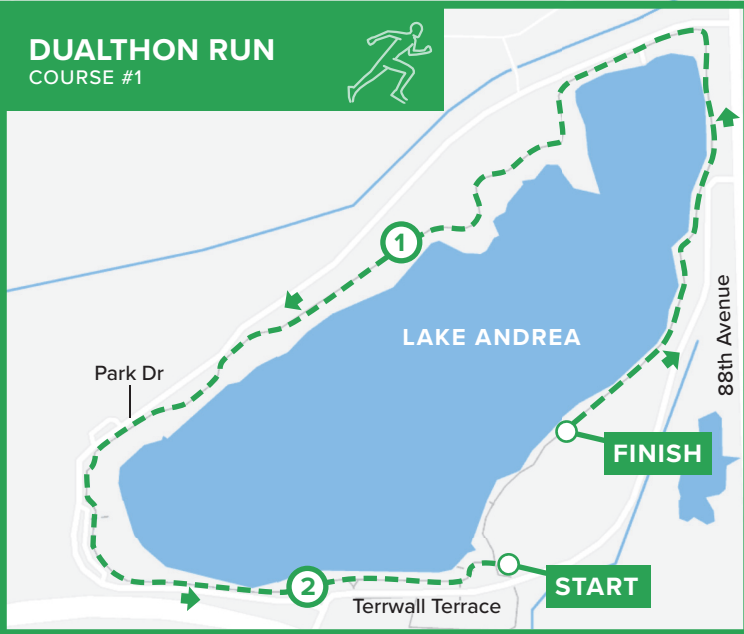 DUALTHON RUN
COURSE #1
1
LAKE ANDREA
88th Avenue
Park Dr
FINISH
2
START
Terrwall Terrace